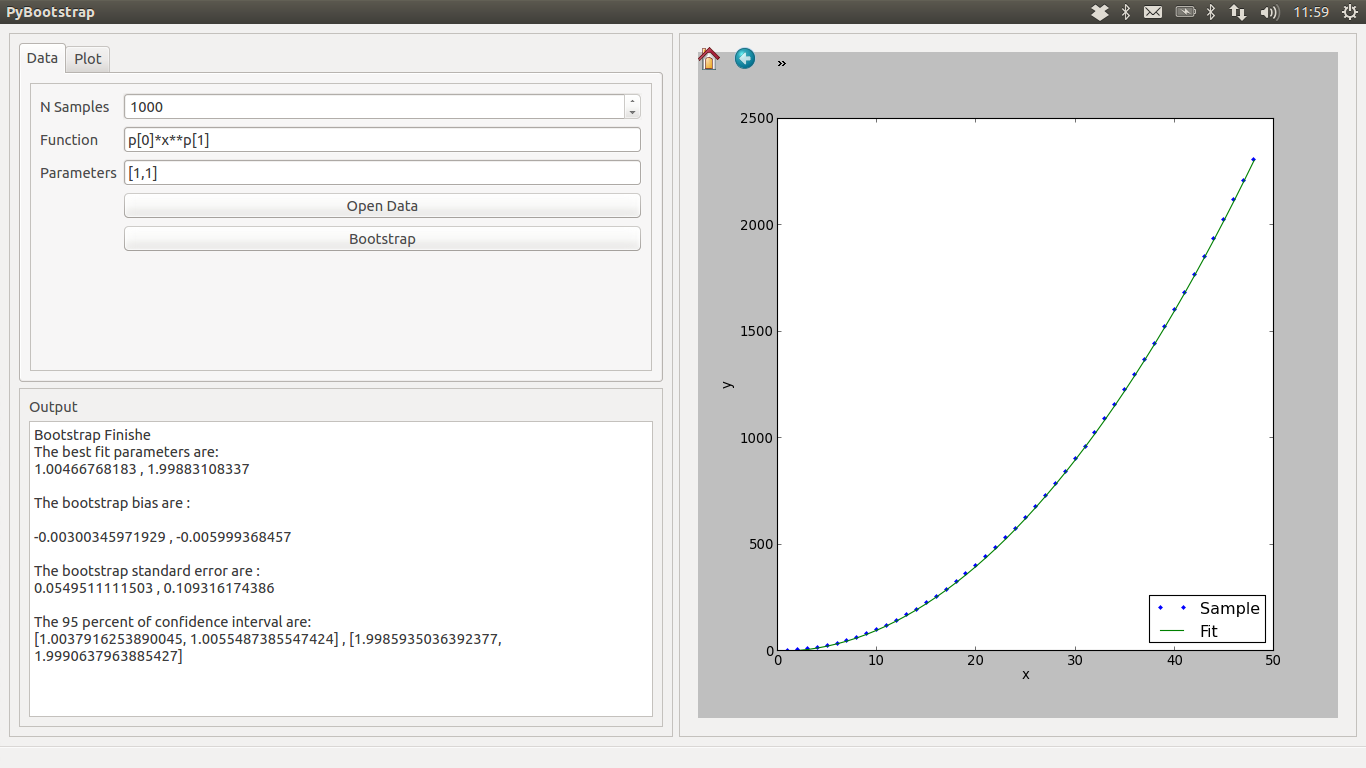 PyBootstrap
11:59
Data
Plot
N Samples
1000
Function
p[0]*x**p[1]
Parameters
[1,1]
Open Data
Bootstrap
Output
Bootstrap Finishe
The best fit parameters are:
1.00466768183 , 1.99883108337
The bootstrap bias are :
-0.00300345971929 , -0.005999368457
The bootstrap standard error are :
0.0549511111503 , 0.109316174386
The 95 percent of confidence interval are:
[1.0037916253890045, 1.0055487385547424] , [1.9985935036392377,
1.9990637963885427]
»
2500
2000
1500
1000
500
0
y
0 10 20 30 40 50
x
Sample
Fit